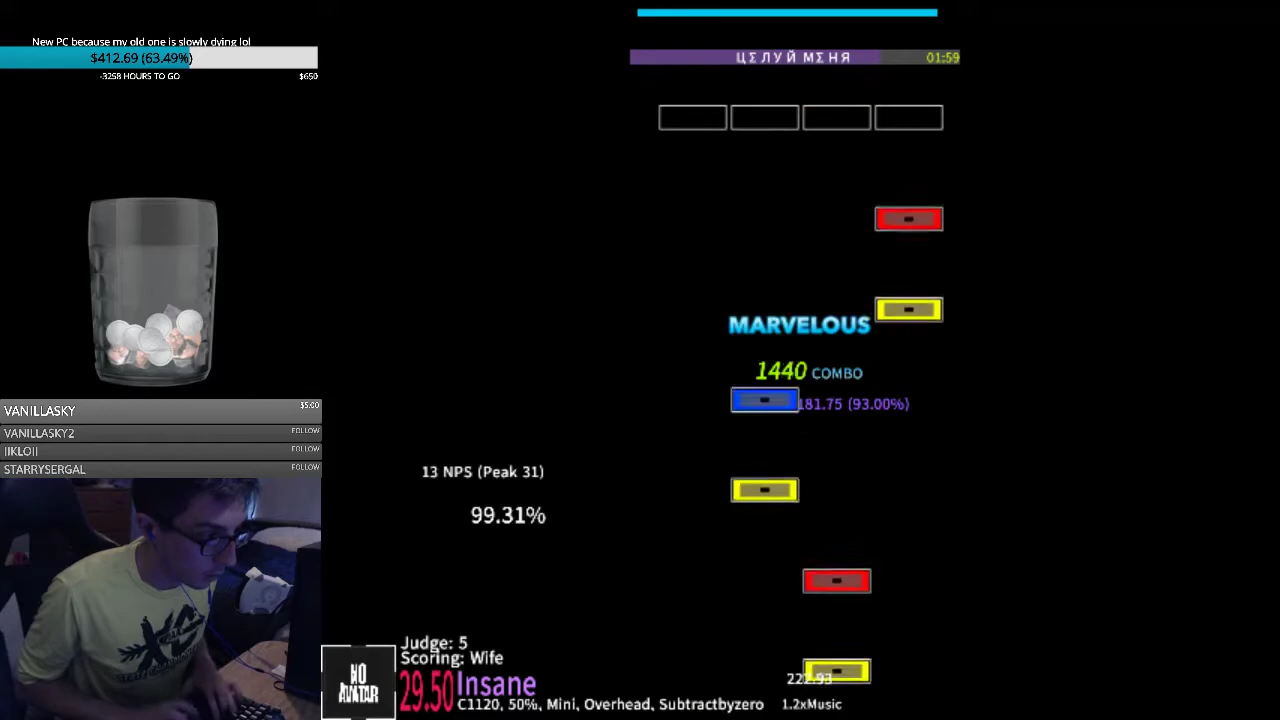 New PC because my old one is slowly dying lol
$412.69 (63.49%)
-3258 HOURS TO GO
$650
ЦΣЛУЙ МΣНЯ
01:59
MARVELOUS
1440 COMBO
181.75 (93.00%)
VANILLASKY $5.00
VANILLASKY2 FOLLOW
IIKLOII FOLLOW
STARRYSERGAL FOLLOW
13 NPS (Peak 31)
99.31%
Judge: 5
Scoring: Wife
29.50 Insane
C1120, 50%, Mini, Overhead, Subtractbyzero
NO
AVATAR
222.93
1.2xMusic